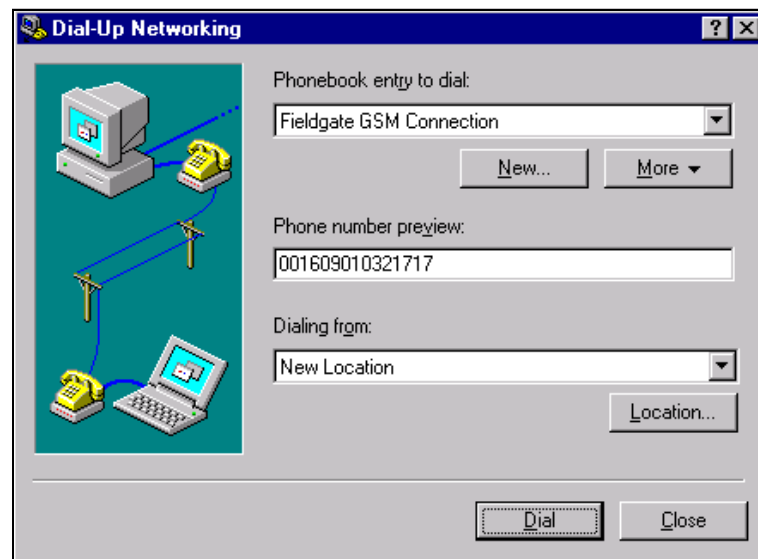 Dial-Up Networking
Phonebook entry to dial:
Fieldgate GSM Connection
New...
More
Phone number preview:
001609010321717
Dialing from:
New Location
Location...
Dial
Close